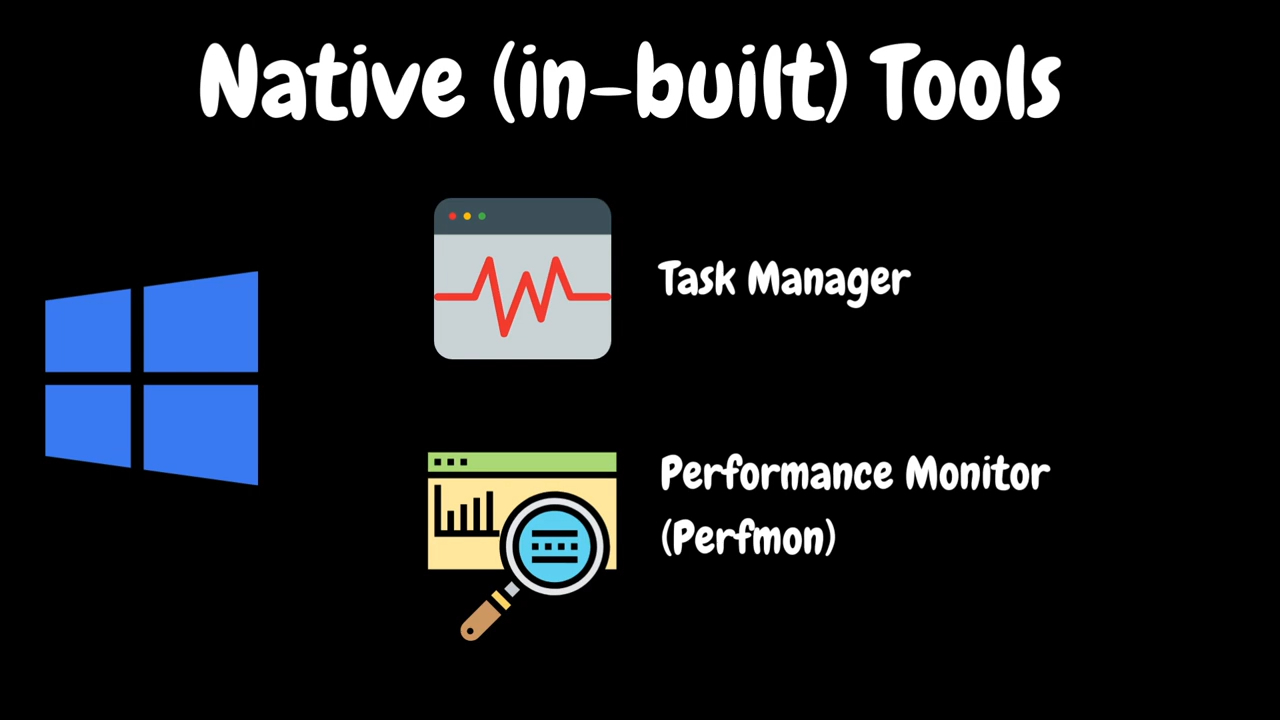 Native (in-built) Tools
Task Manager
Performance Monitor
(Perfmon)